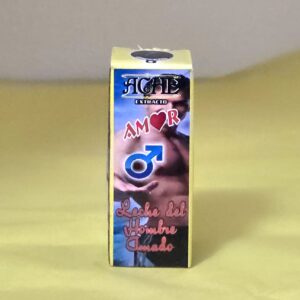 ACHE
EXTRACTO
AMOR
Leche del
Hombre
Amado